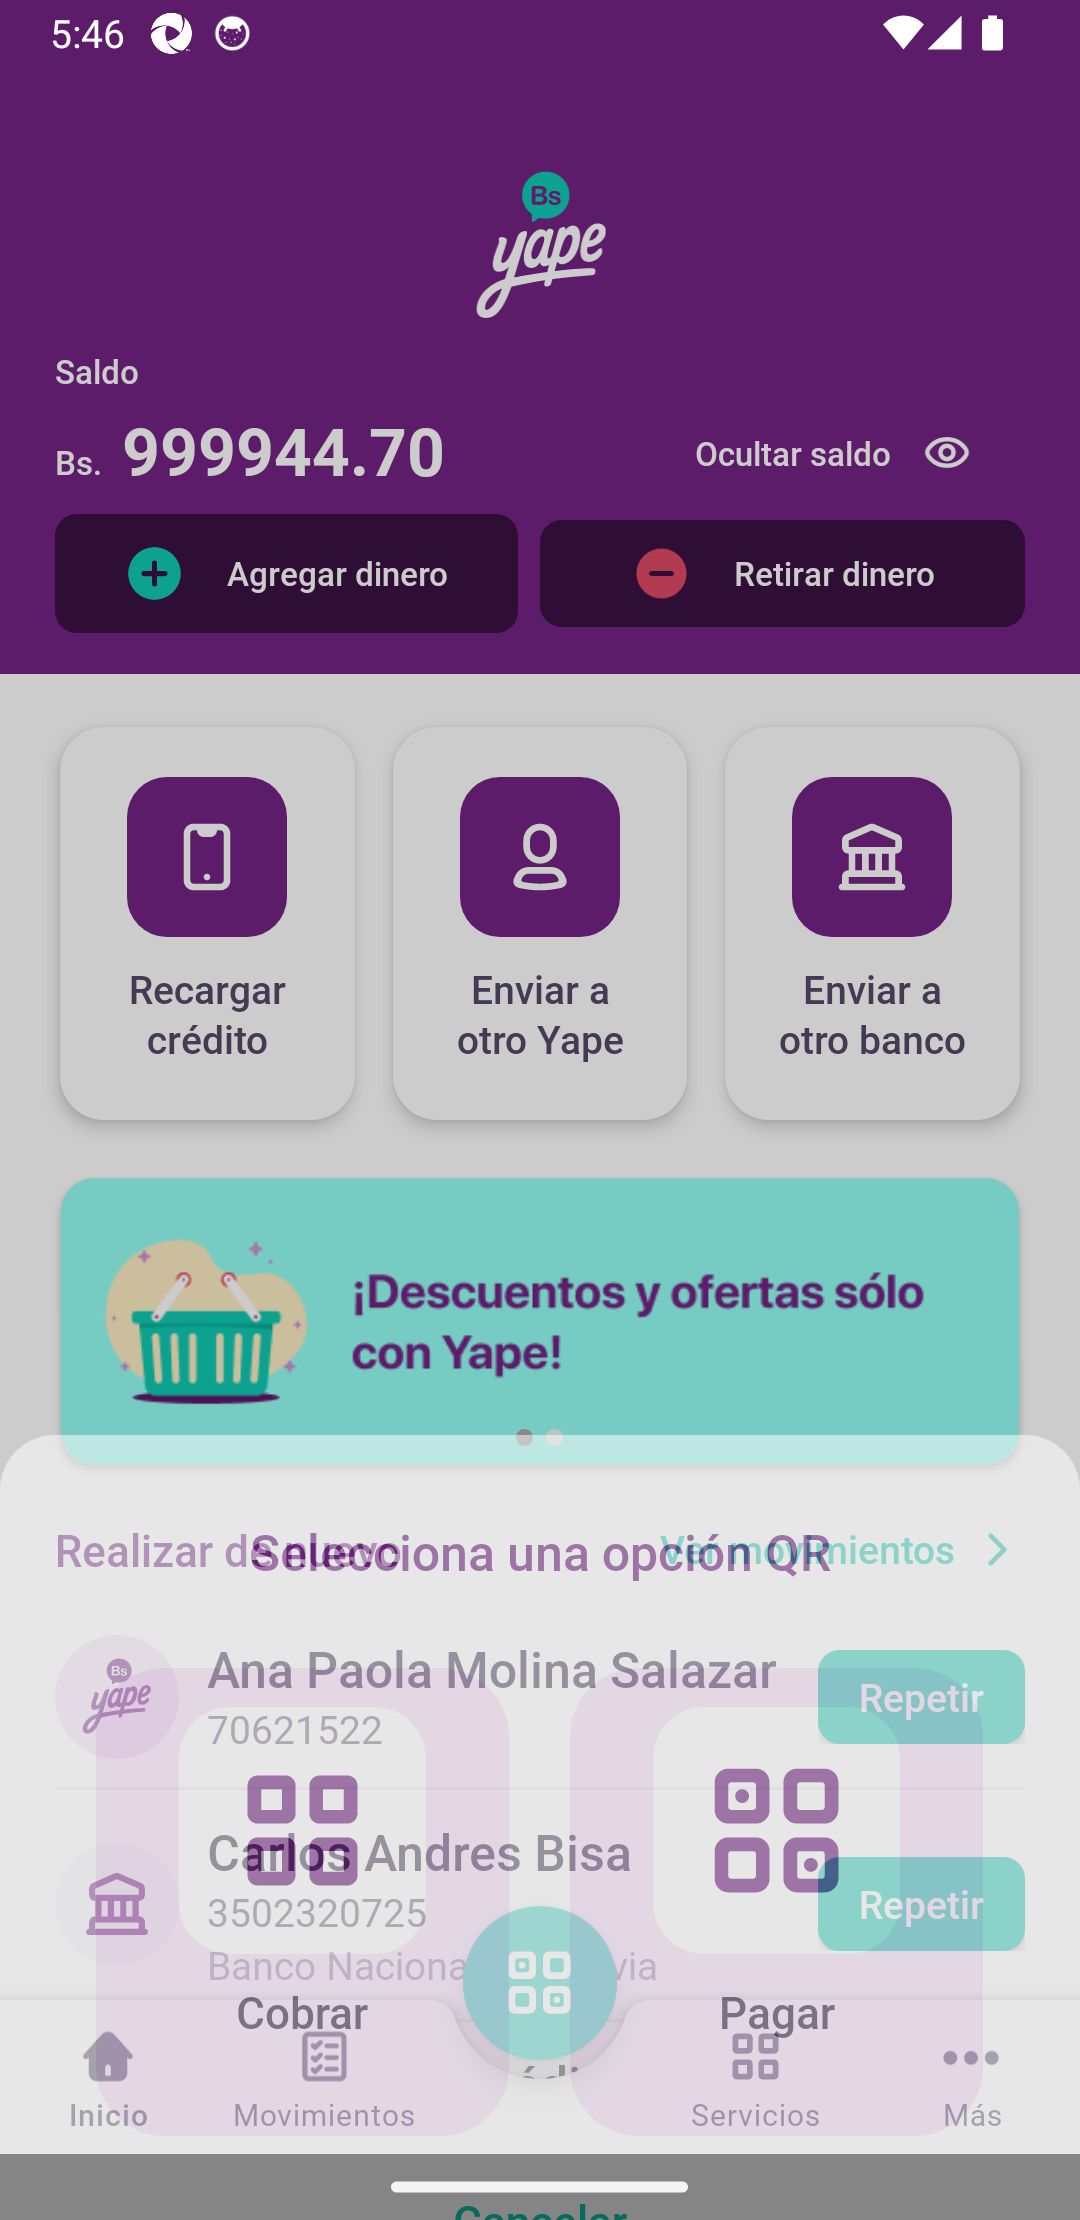 5:46
Bs
yape
Saldo
Bs. 999944.70
Ocultar saldo
Agregar dinero
Retirar dinero
Recargar
crédito
Enviar a
otro Yape
Enviar a
otro banco
¡Descuentos y ofertas sólo
con Yape!
Realizar de nuevo
Ver movimientos
Selecciona una opción QR
Bs
yape
Ana Paola Molina Salazar
70621522
Repetir
Carlos Andres Bisa
3502320725
Repetir
Banco Naciona via
Cobrar
Pagar
Inicio
Movimientos
Servicios
Más
Cancelar